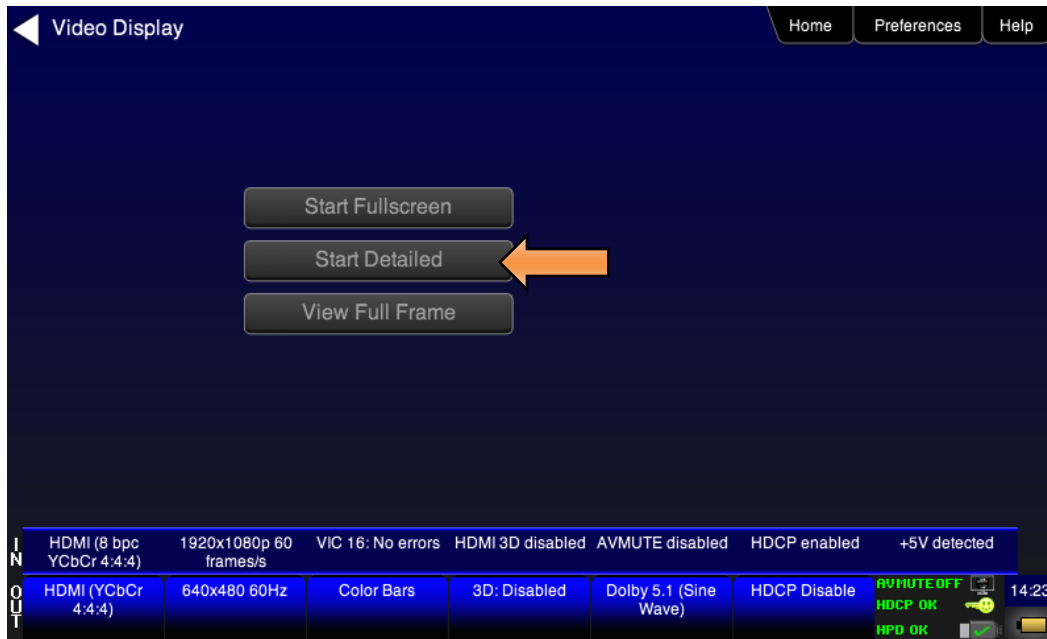 Video Display
Home
Preferences
Help
Start Fullscreen
Start Detailed
View Full Frame
IN
HDMI (8 bpc
YCbCr 4:4:4)
1920x1080p 60
frames/s
VIC 16: No errors
HDMI 3D disabled
AVMUTE disabled
HDCP enabled
+5V detected
OUT
HDMI (YCbCr
4:4:4)
640x480 60Hz
Color Bars
3D: Disabled
Dolby 5.1 (Sine
Wave)
HDCP Disable
AVMUTE OFF
HDCP OK
HPD OK
14:23